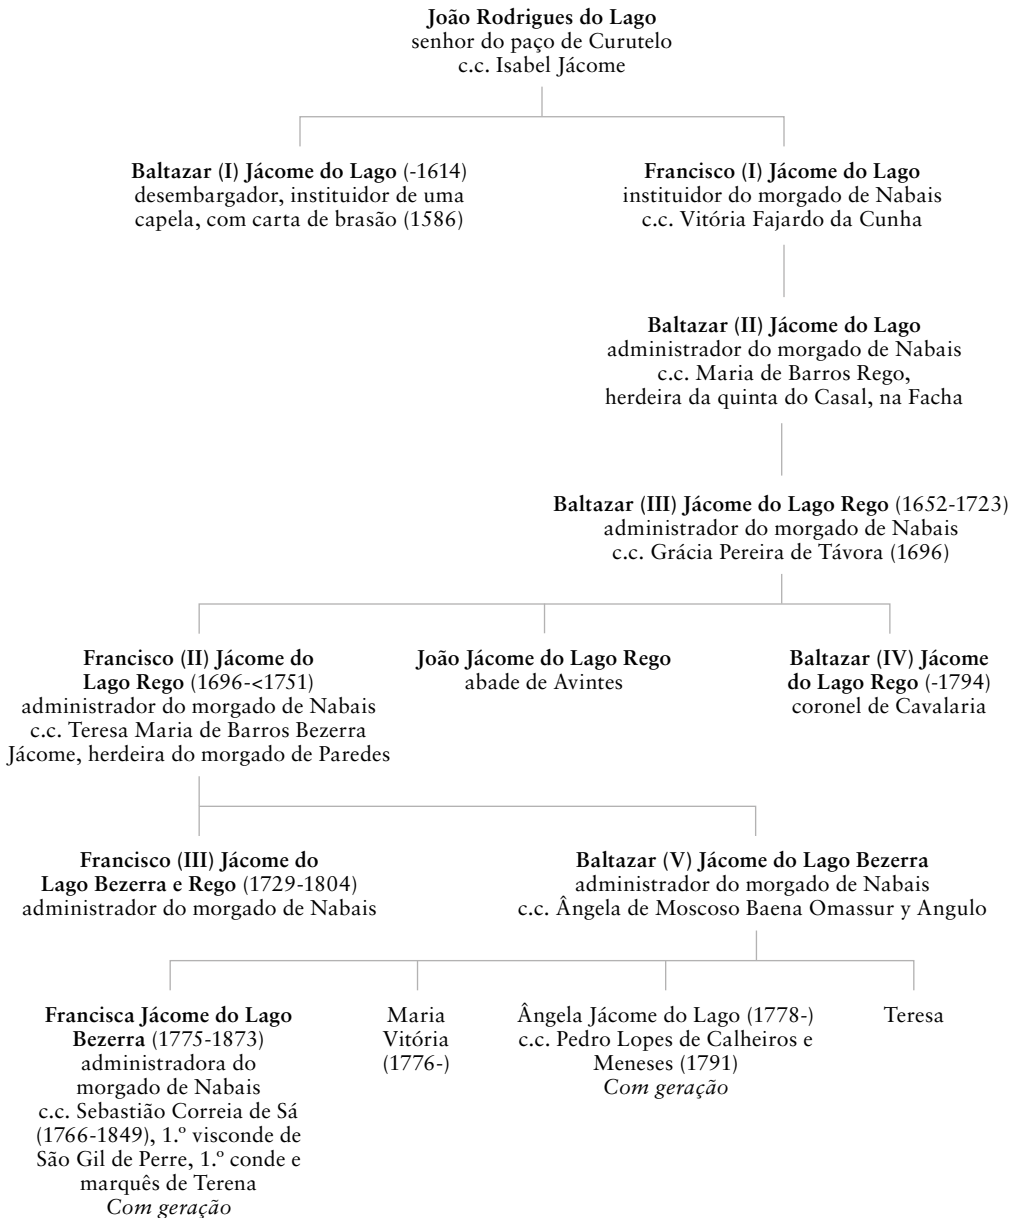 João Rodrigues do Lago
senhor do paço de Curutelo
c.c. Isabel Jácome
Baltazar (I) Jácome do Lago (-1614)
desembargador, instituidor de uma
capela, com carta de brasão (1586)
Francisco (I) Jácome do Lago
instituidor do morgado de Nabais
c.c. Vitória Fajardo da Cunha
Baltazar (II) Jácome do Lago
administrador do morgado de Nabais
c.c. Maria de Barros Rego,
herdeira da quinta do Casal, na Facha
Baltazar (III) Jácome do Lago Rego (1652-1723)
administrador do morgado de Nabais
c.c. Grácia Pereira de Távora (1696)
Francisco (II) Jácome do
Lago Rego (1696-<1751)
administrador do morgado de Nabais
c.c. Teresa Maria de Barros Bezerra
Jácome, herdeira do morgado de Paredes
João Jácome do Lago Rego
abade de Avintes
Baltazar (IV) Jácome
do Lago Rego (-1794)
coronel de Cavalaria
Francisco (III) Jácome do
Lago Bezerra e Rego (1729-1804)
administrador do morgado de Nabais
Baltazar (V) Jácome do Lago Bezerra
administrador do morgado de Nabais
c.c. Ângela de Moscoso Baena Omassur y Angulo
Francisca Jácome do Lago
Bezerra (1775-1873)
administradora do
morgado de Nabais
c.c. Sebastião Correia de Sá
(1766-1849), 1.º visconde de
São Gil de Perre, 1.º conde e
marquês de Terena
Com geração
Maria
Vitória
(1776-)
Ângela Jácome do Lago (1778-)
c.c. Pedro Lopes de Calheiros e
Meneses (1791)
Com geração
Teresa